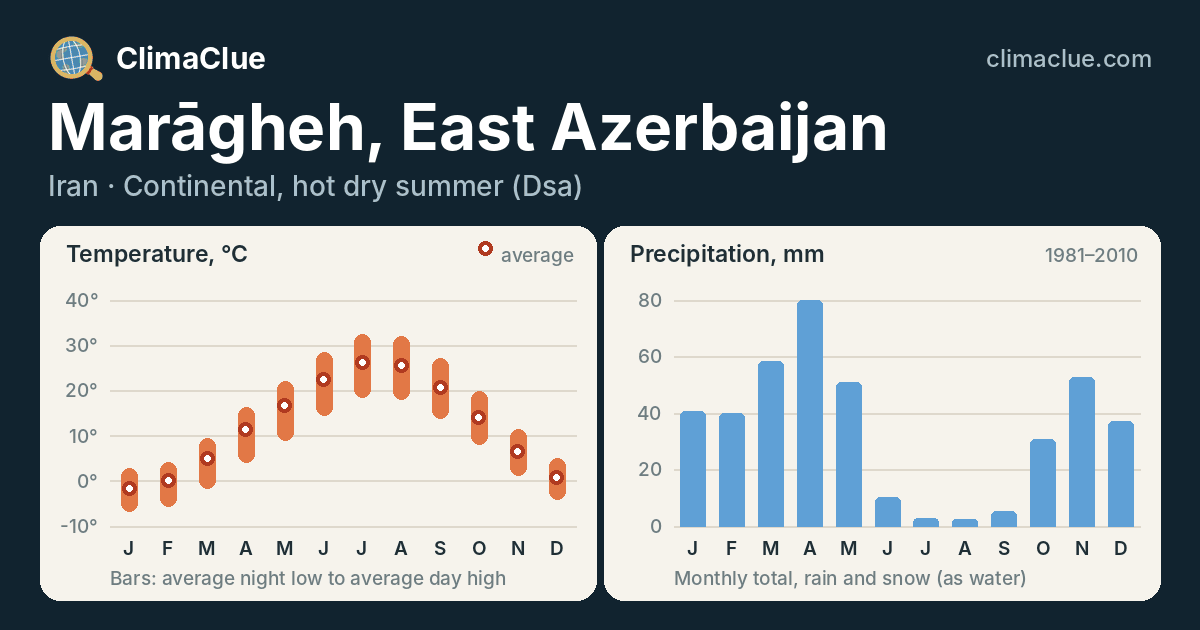 ClimaClue
climaclue.com
Marāgheh, East Azerbaijan
Iran · Continental, hot dry summer (Dsa)
Temperature, °C
average
40°
30°
20°
10°
0°
-10°
J F M A M J J A S O N D
Bars: average night low to average day high
Precipitation, mm
1981–2010
80
60
40
20
0
J F M A M J J A S O N D
Monthly total, rain and snow (as water)